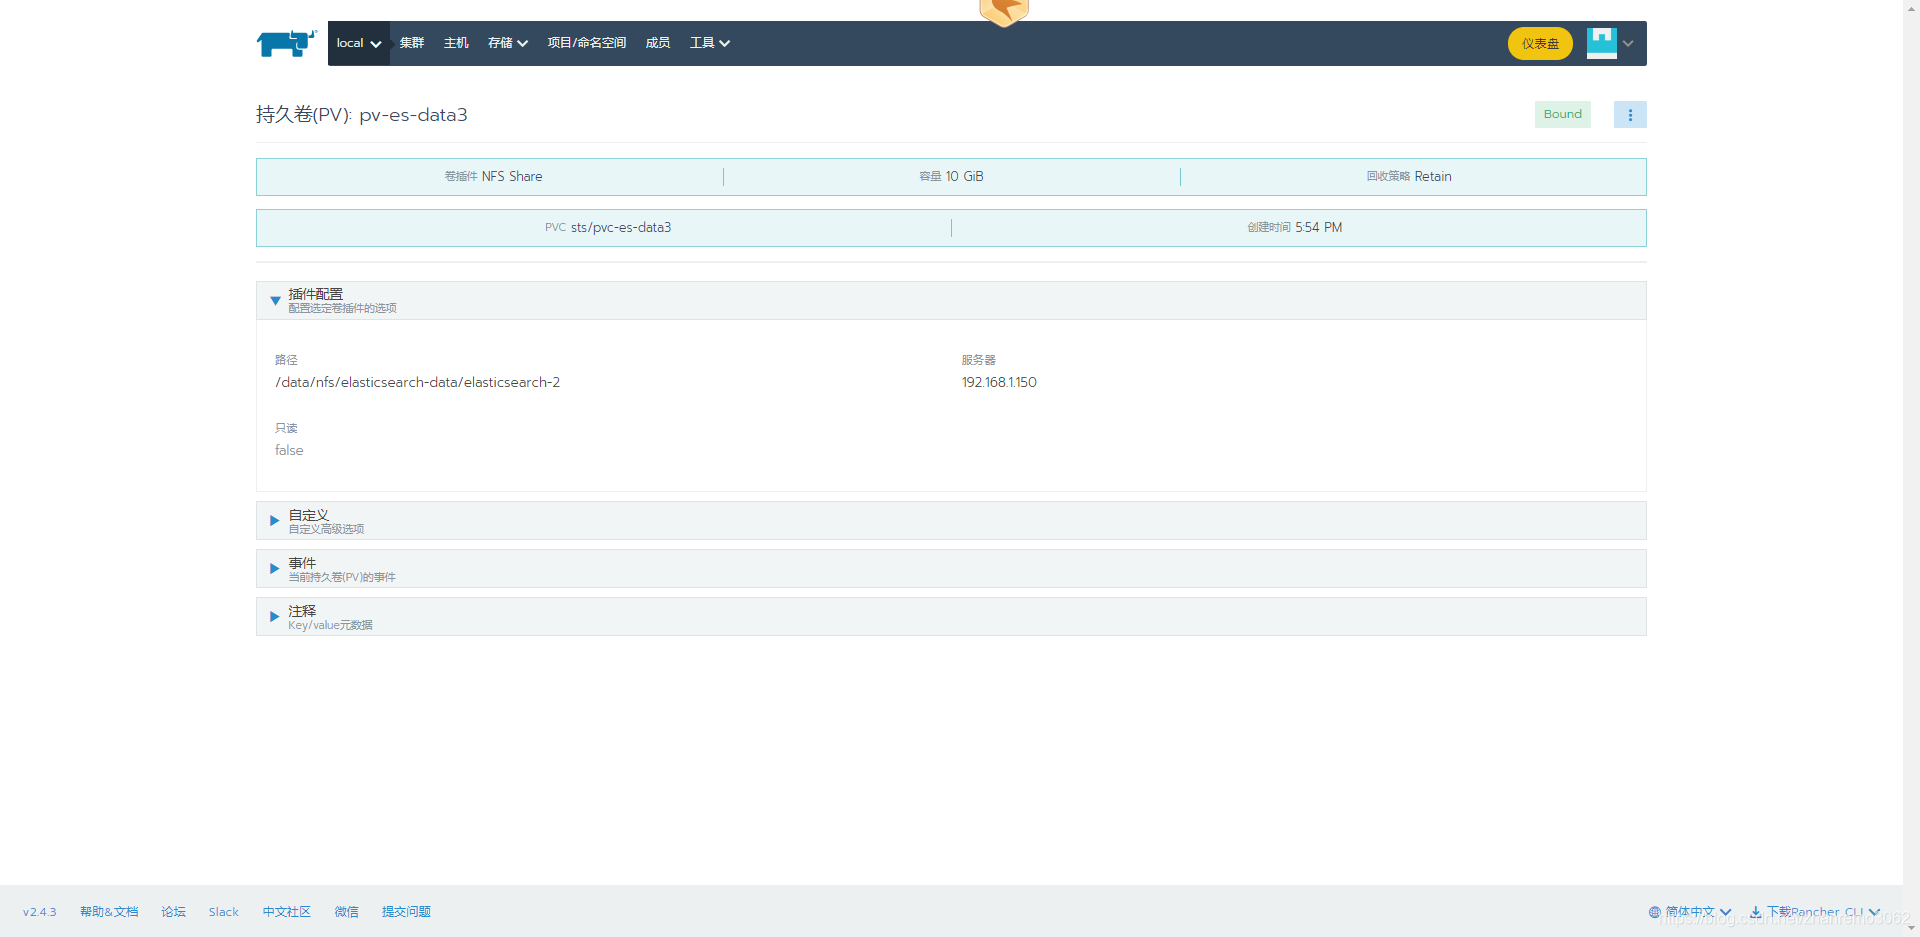 local 集群 主机 存储 项目/命名空间 成员 工具 仪表盘
持久卷(PV): pv-es-data3 Bound
卷插件 NFS Share 容量 10 GiB 回收策略 Retain
PVC sts/pvc-es-data3 创建时间 5:54 PM
插件配置
配置选定卷插件的选项
路径 服务器
/data/nfs/elasticsearch-data/elasticsearch-2 192.168.1.150
只读
false
自定义
自定义高级选项
事件
当前持久卷(PV)的事件
注释
Key/value元数据
v2.4.3 帮助&文档 论坛 Slack 中文社区 微信 提交问题 简体中文 下载Rancher CLI